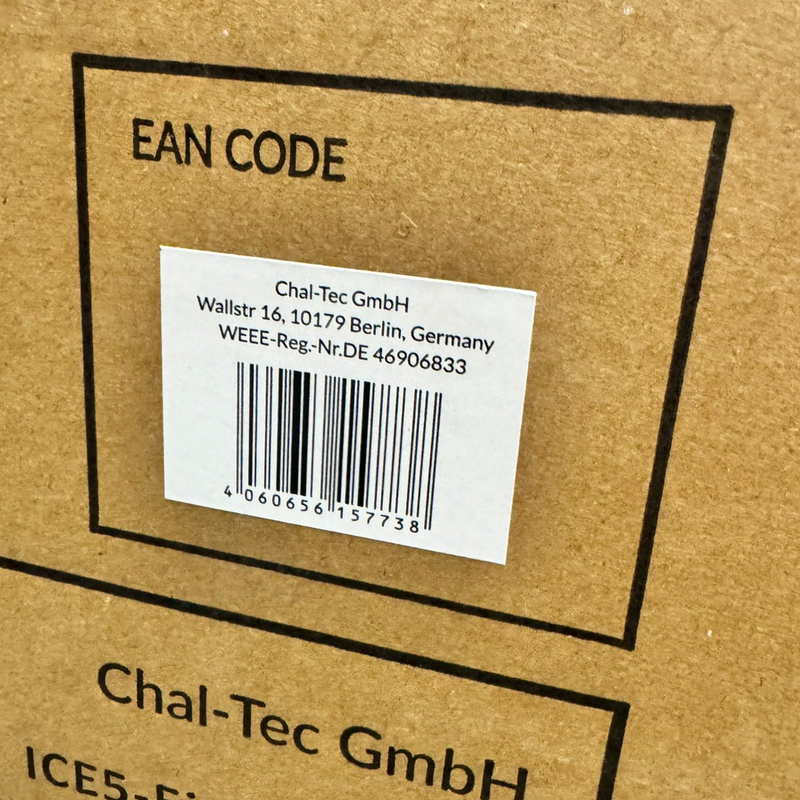 EAN CODE
Chal-Tec GmbH
Wallstr 16, 10179 Berlin, Germany
WEEE-Reg.-Nr.DE 46906833
4 060656 157738
Chal-Tec GmbH